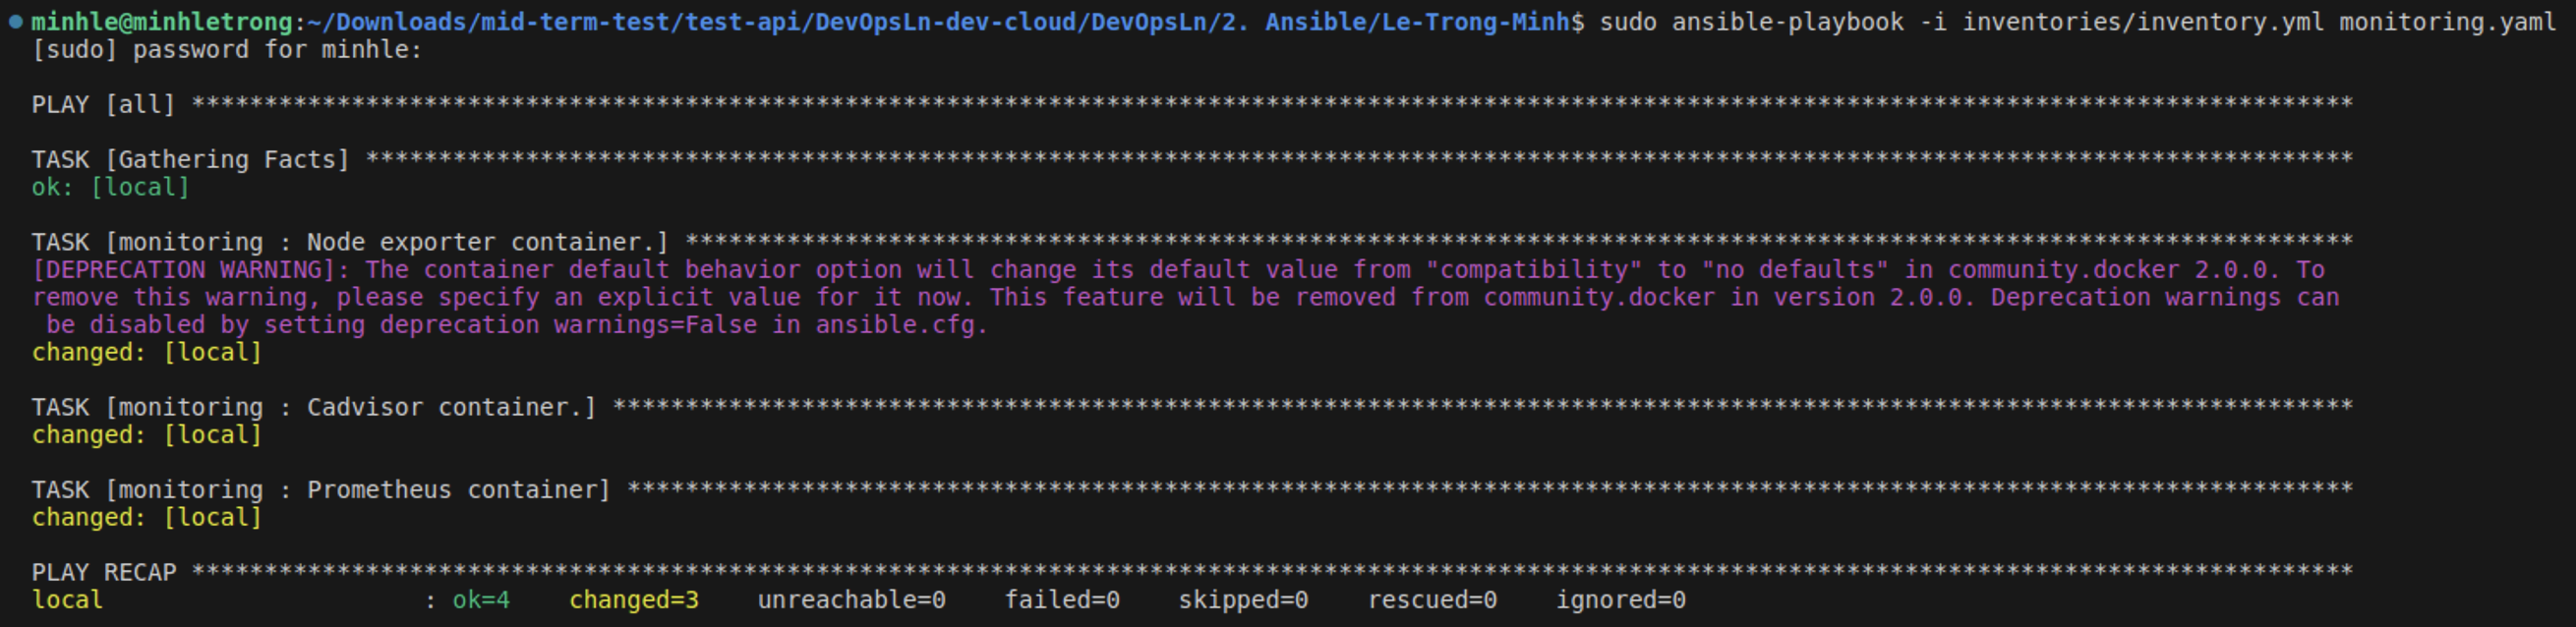 minhle@minhletrong:~/Downloads/mid-term-test/test-api/DevOpsLn-dev-cloud/DevOpsLn/2. Ansible/Le-Trong-Minh$ sudo ansible-playbook -i inventories/inventory.yml monitoring.yaml
[sudo] password for minhle:
PLAY [all] *****************************************************************************************************************************************************
TASK [Gathering Facts] *****************************************************************************************************************************************
ok: [local]
TASK [monitoring : Node exporter container.] *******************************************************************************************************************
[DEPRECATION WARNING]: The container default behavior option will change its default value from "compatibility" to "no defaults" in community.docker 2.0.0. To
remove this warning, please specify an explicit value for it now. This feature will be removed from community.docker in version 2.0.0. Deprecation warnings can
be disabled by setting deprecation warnings=False in ansible.cfg.
changed: [local]
TASK [monitoring : Cadvisor container.] ************************************************************************************************************************
changed: [local]
TASK [monitoring : Prometheus container] ***********************************************************************************************************************
changed: [local]
PLAY RECAP *****************************************************************************************************************************************************
local : ok=4 changed=3 unreachable=0 failed=0 skipped=0 rescued=0 ignored=0